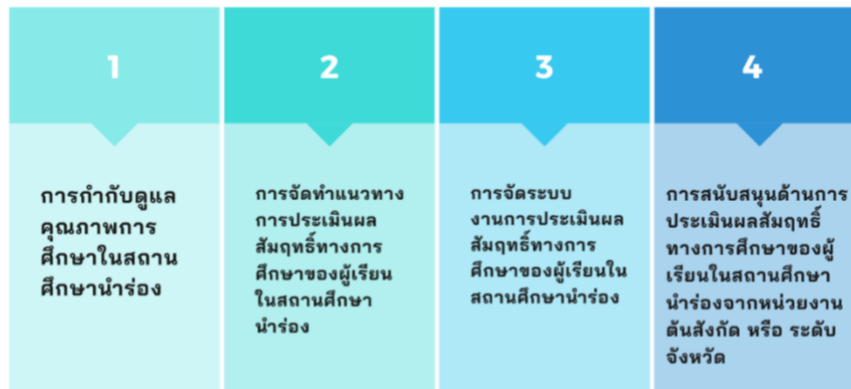 1
การกำกับดูแล
คุณภาพการ
ศึกษาในสถาน
ศึกษานำร่อง
2
การจัดทำแนวทาง
การประเมินผล
สัมฤทธิ์ทางการ
ศึกษาของผู้เรียน
ในสถานศึกษา
นำร่อง
3
การจัดระบบ
งานการประเมินผล
สัมฤทธิ์ทางการ
ศึกษาของผู้เรียนใน
สถานศึกษานำร่อง
4
การสนับสนุนด้านการ
ประเมินผลสัมฤทธิ์
ทางการศึกษาของผู้
เรียนในสถานศึกษา
นำร่องจากหน่วยงาน
ต้นสังกัด หรือ ระดับ
จังหวัด